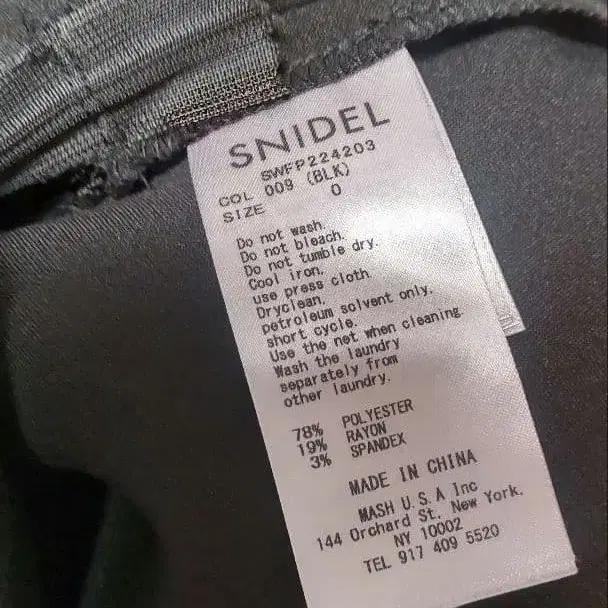 SNIDEL
SWFP224203
COL 009 (BLK)
SIZE 0
Do not wash.
Do not bleach.
Do not tumble dry.
Cool iron.
use press cloth
Dryclean.
petroleum solvent only.
short cycle.
Use the net when cleaning.
Wash the laundry
separately from
other laundry.
78% POLYESTER
19% RAYON
3% SPANDEX
MADE IN CHINA
MASH U.S.A Inc
144 Orchard St, New York.
NY 10002
TEL 917 409 5520